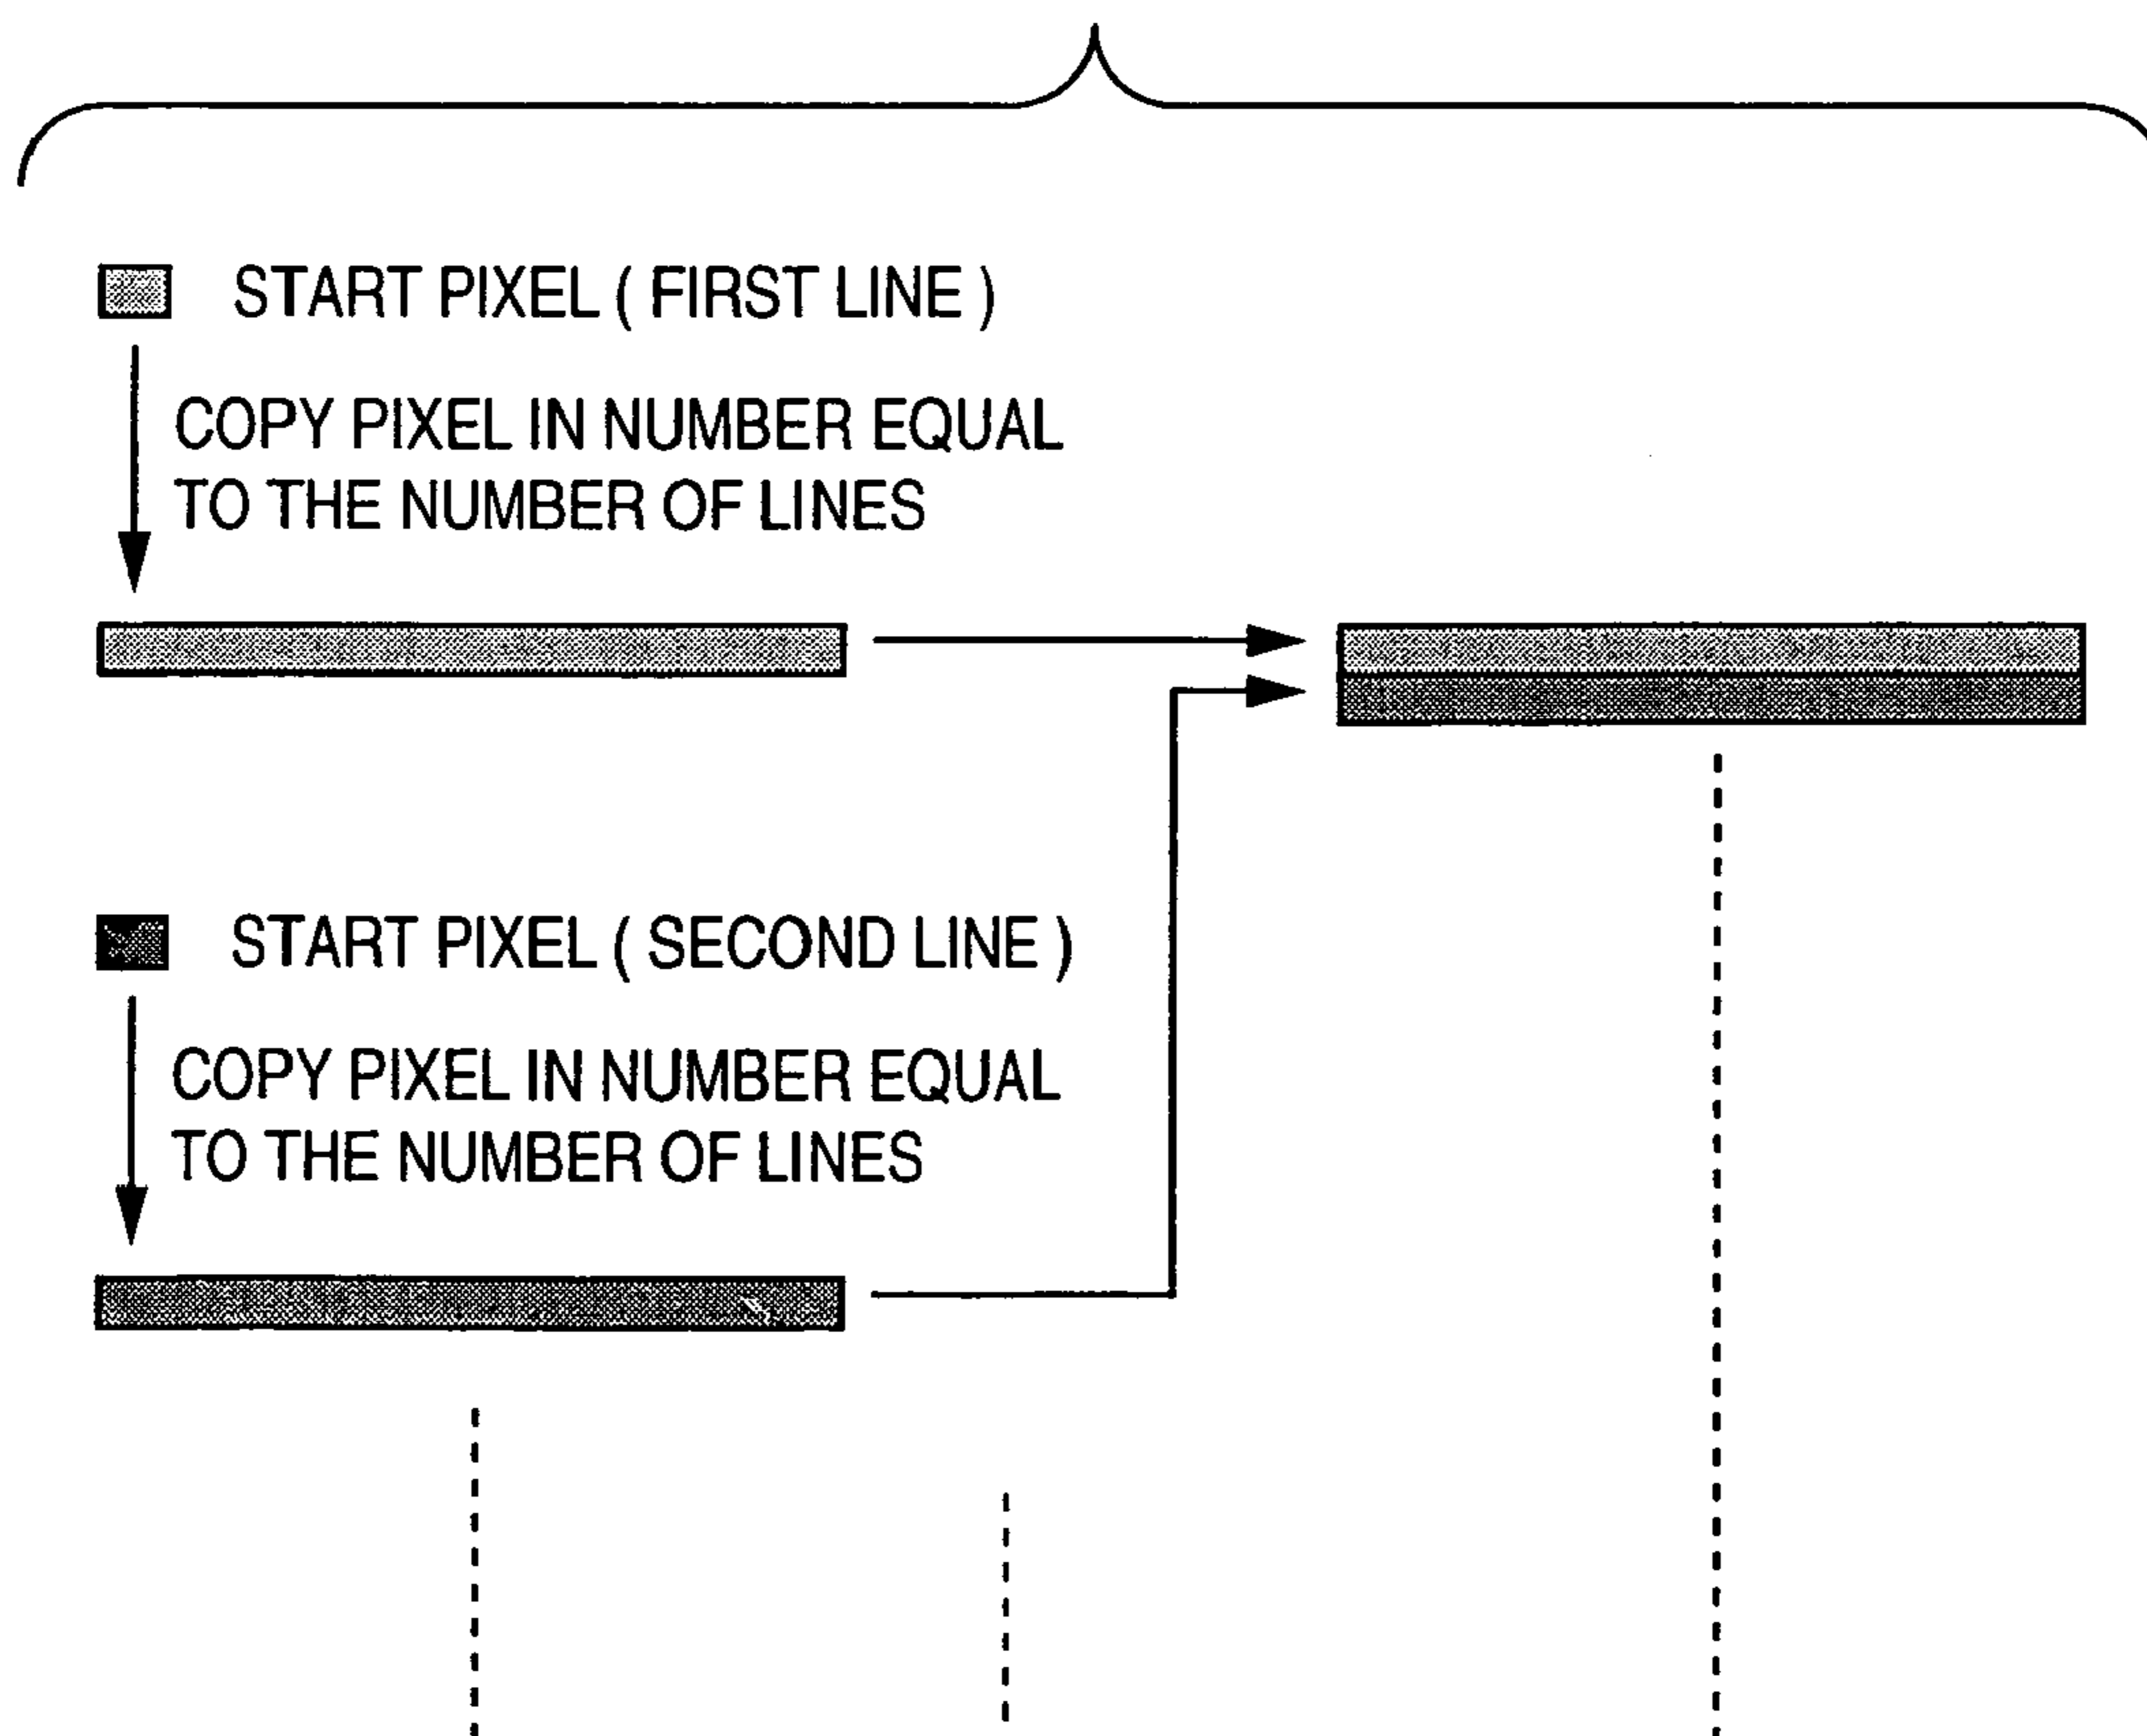 START PIXEL ( FIRST LINE )
COPY PIXEL IN NUMBER EQUAL
TO THE NUMBER OF LINES
START PIXEL ( SECOND LINE )
COPY PIXEL IN NUMBER EQUAL
TO THE NUMBER OF LINES